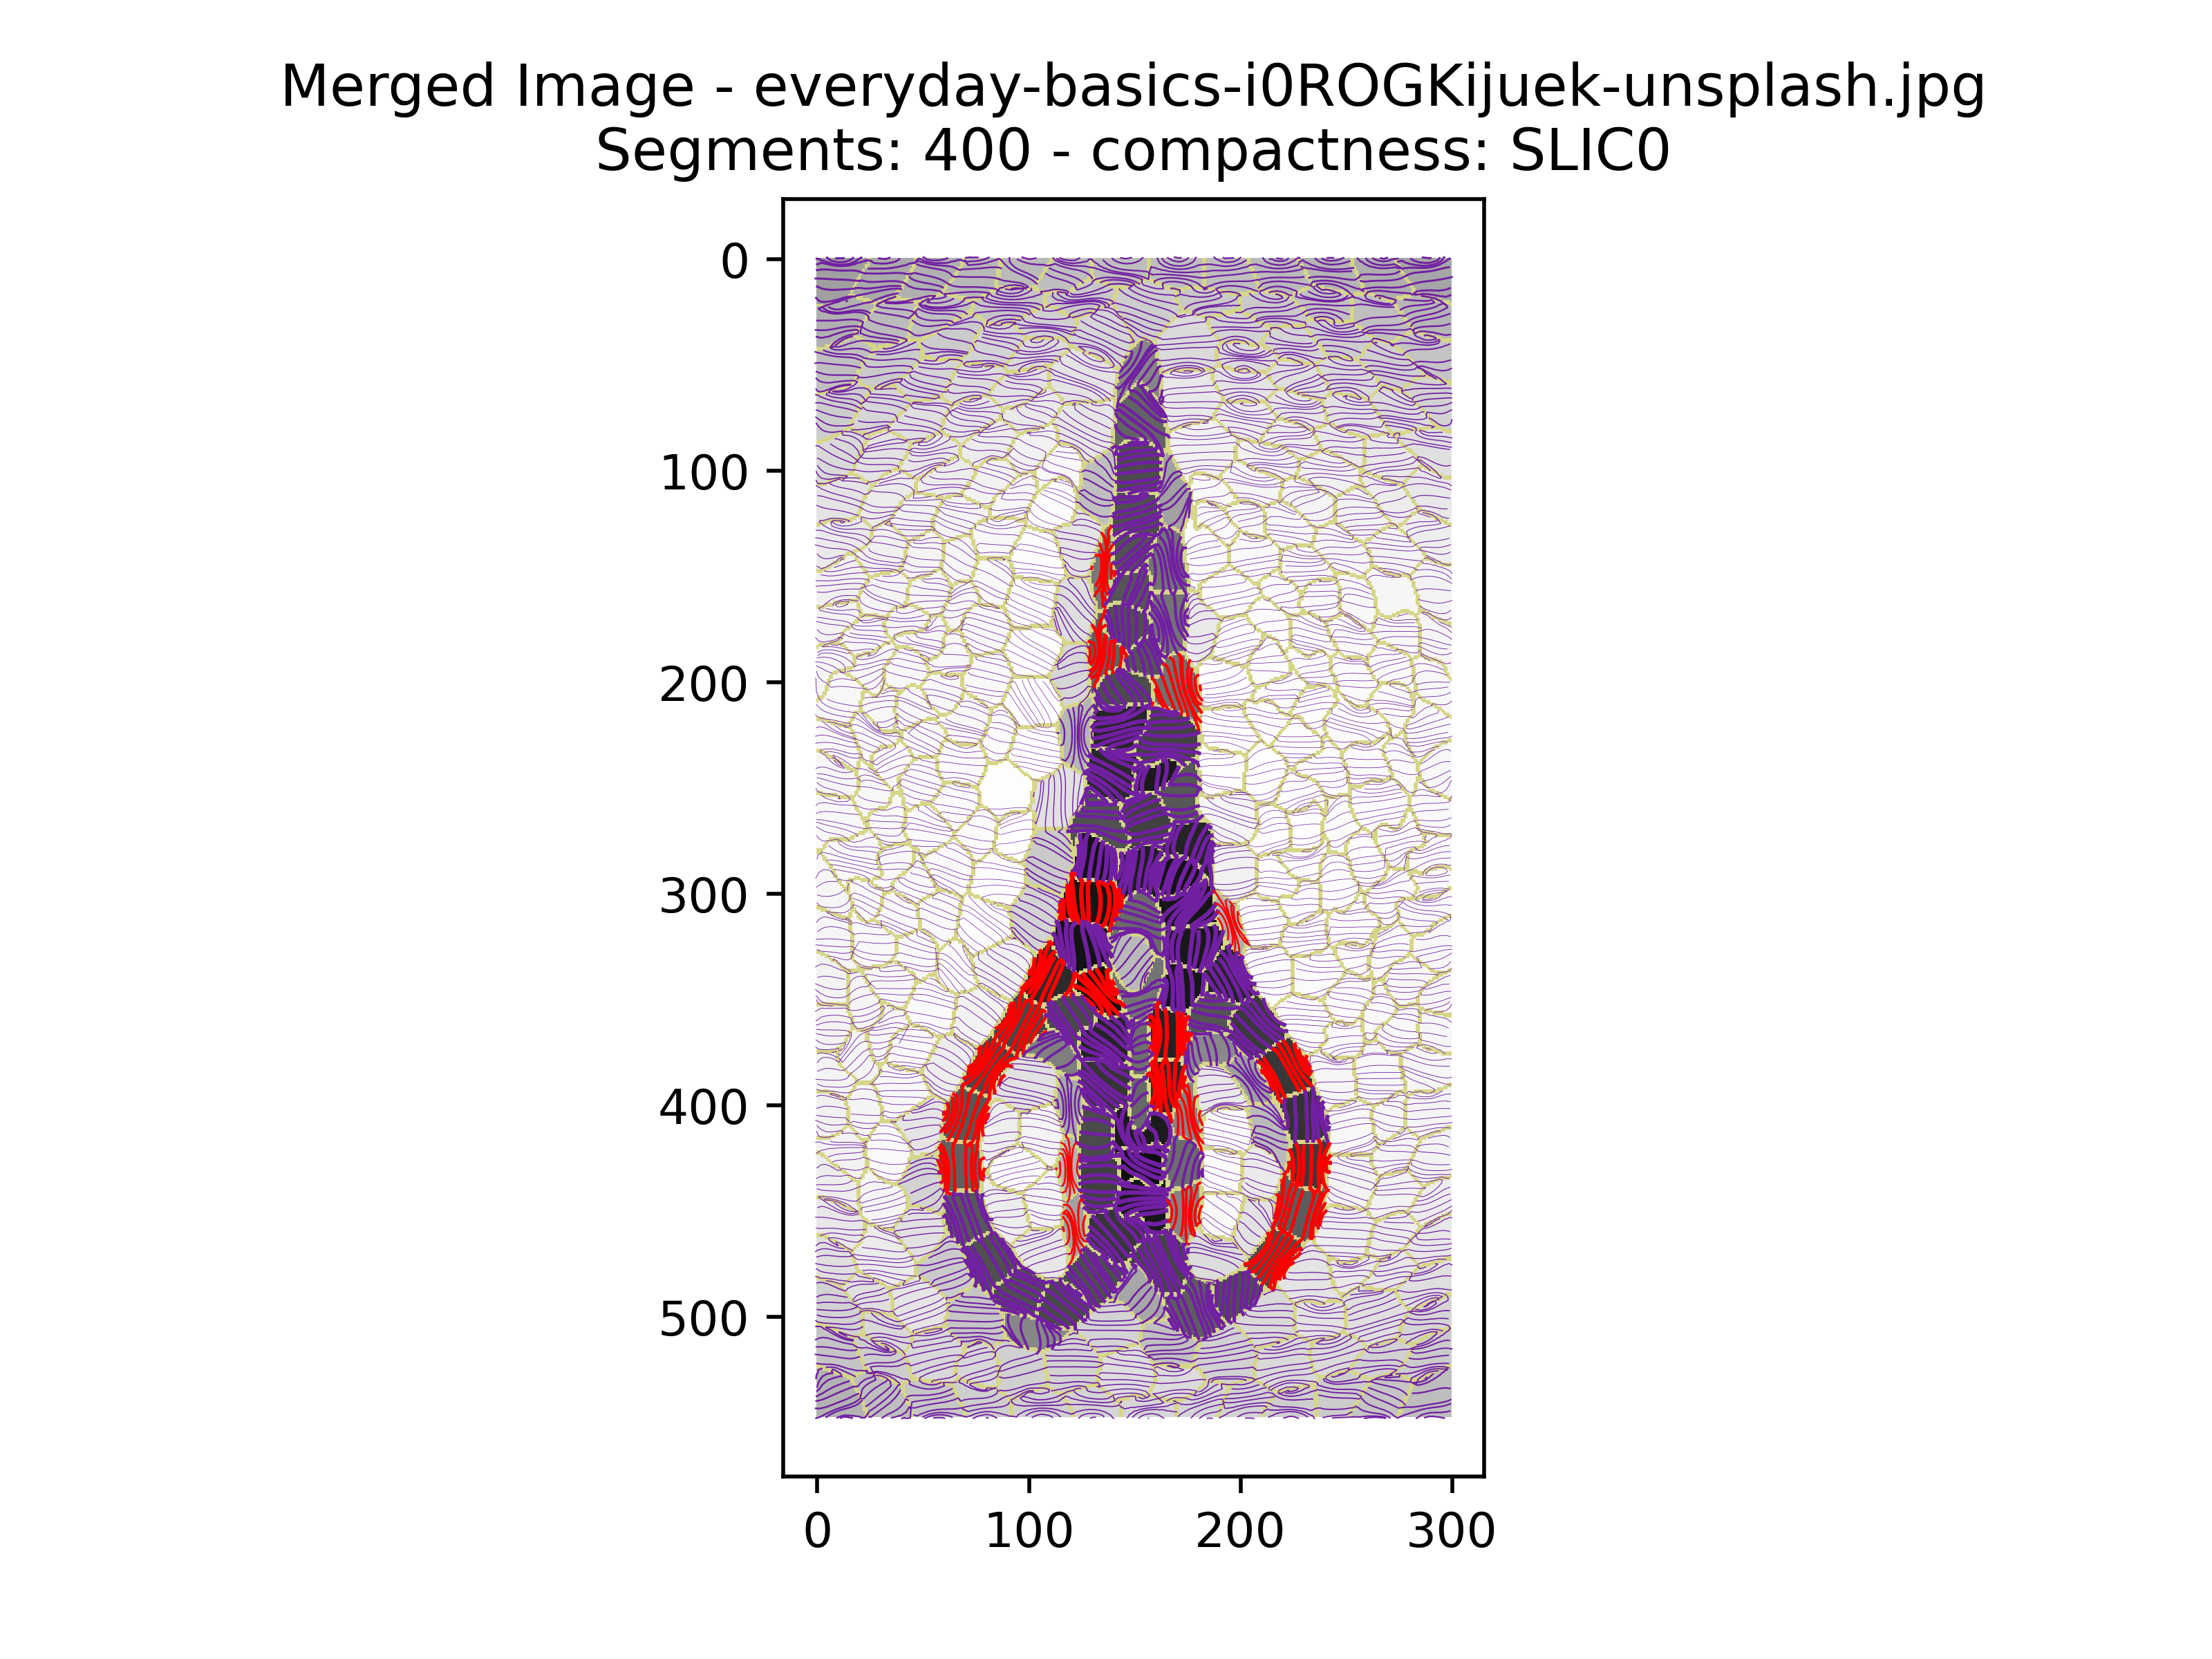 Merged Image - everyday-basics-i0ROGKijuek-unsplash.jpg
Segments: 400 - compactness: SLIC0
0
100
200
300
400
500
0 100 200 300